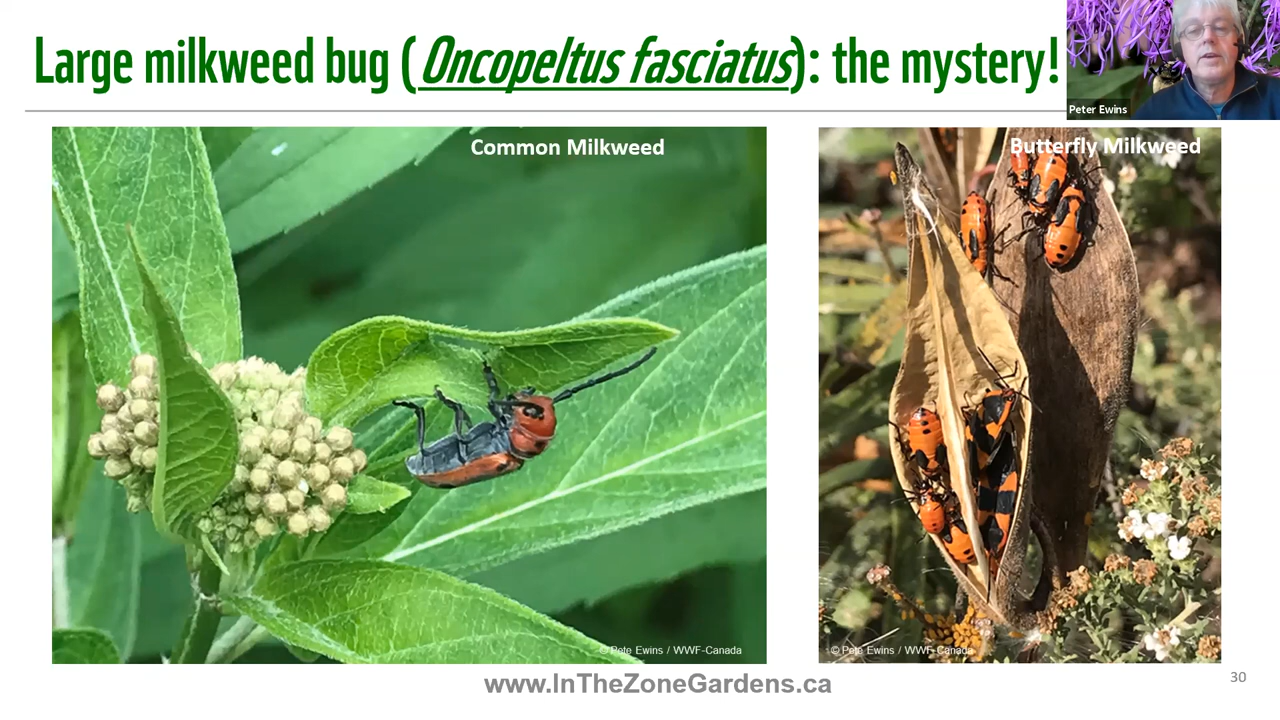 Large milkweed bug (Oncopeltus fasciatus): the mystery!
Peter Ewins
Common Milkweed
Butterfly Milkweed
© Pete Ewins / WWF-Canada
© Pete Ewins / WWF-Canada
www.InTheZoneGardens.ca
30